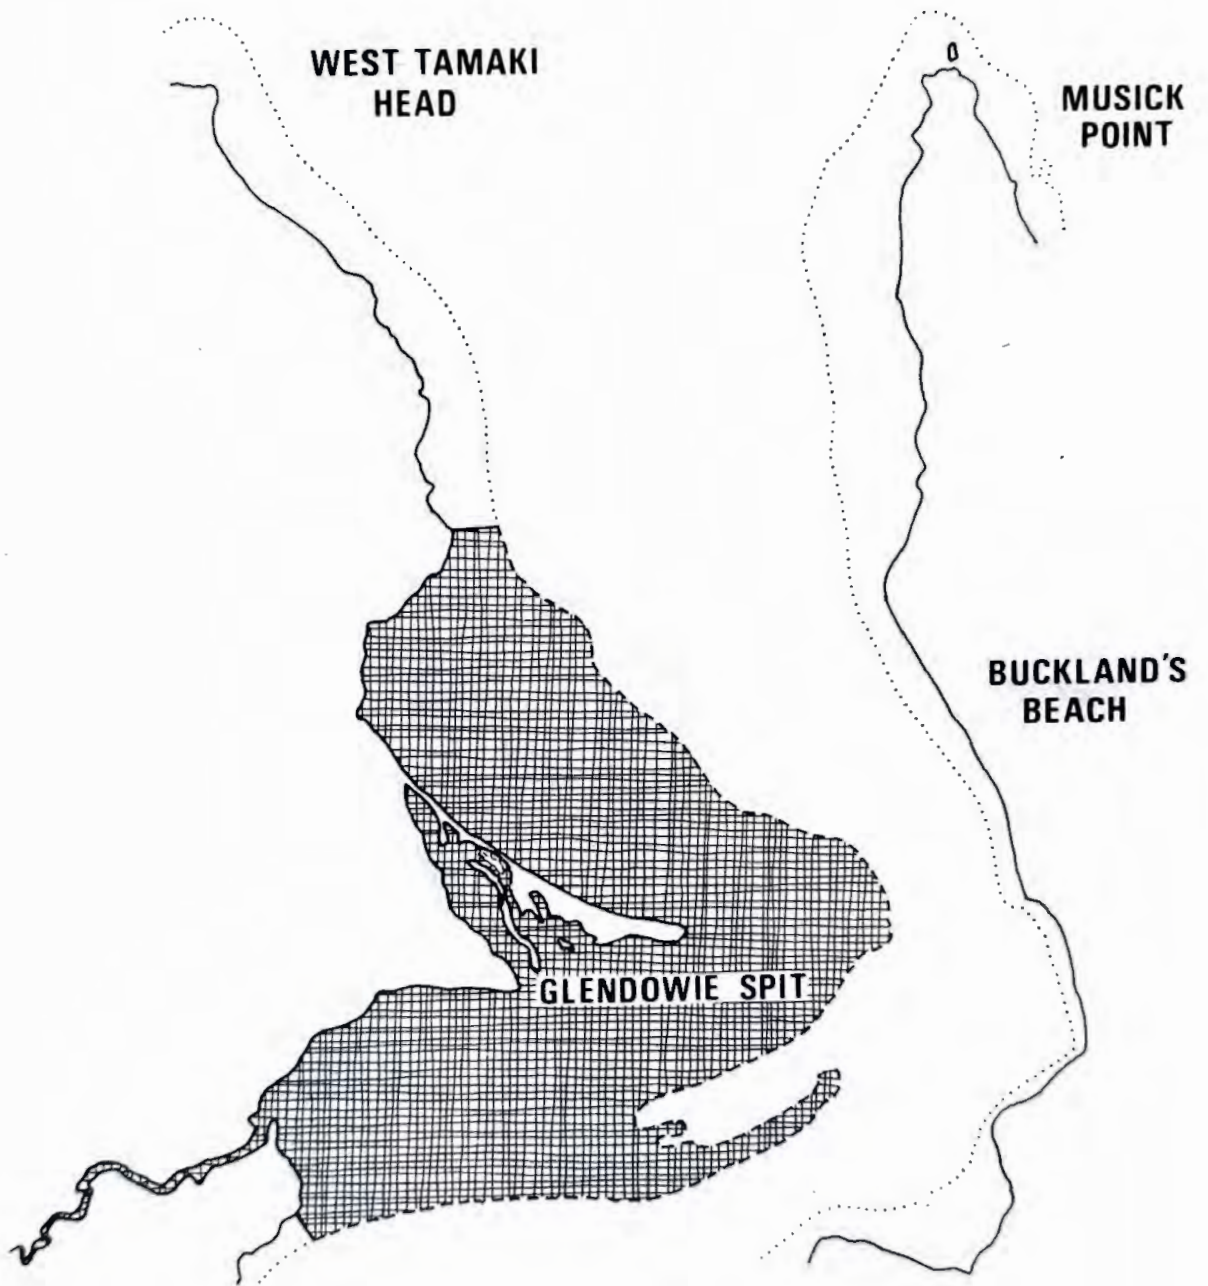 WEST TAMAKI
HEAD
MUSICK
POINT
BUCKLAND'S
BEACH
GLENDOWIE SPIT